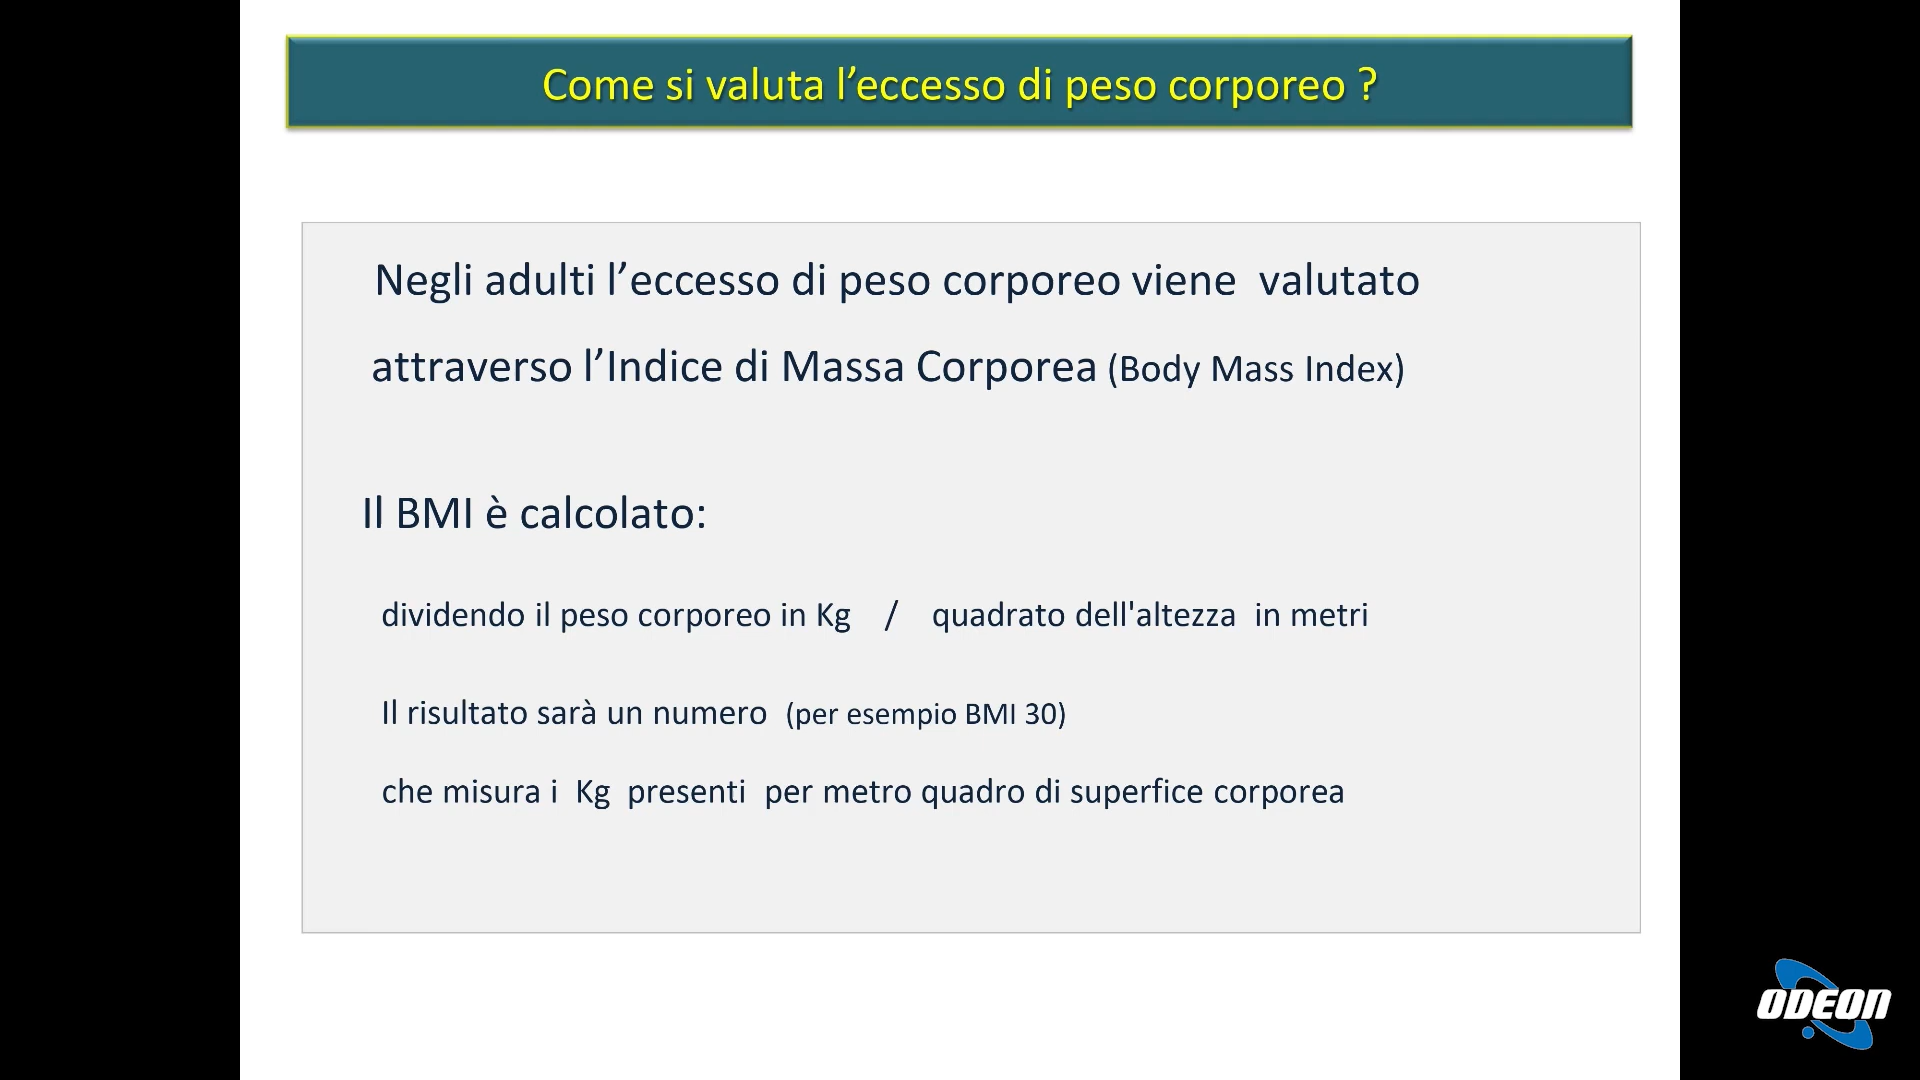 Come si valuta l’eccesso di peso corporeo ?
Negli adulti l’eccesso di peso corporeo viene valutato
attraverso l’Indice di Massa Corporea (Body Mass Index)
Il BMI è calcolato:
dividendo il peso corporeo in Kg / quadrato dell'altezza in metri
Il risultato sarà un numero (per esempio BMI 30)
che misura i Kg presenti per metro quadro di superfice corporea
ODEON